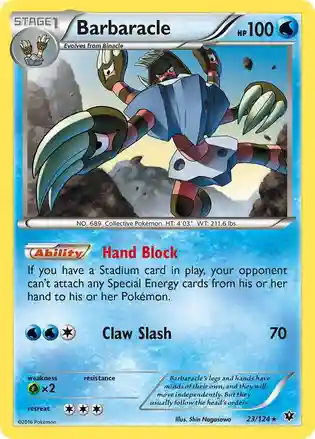 STAGE1
Barbaracle
HP100
Evolves from Binacle
NO. 689. Collective Pokémon. HT: 4'03" WT: 211.6 lbs.
Ability Hand Block
If you have a Stadium card in play, your opponent
can't attach any Special Energy cards from his or her
hand to his or her Pokémon.
Claw Slash 70
weakness resistance
×2
retreat
Barbaracle's legs and hands have
minds of their own, and they will
move independently. But they
usually follow the head's orders.
©2016 Pokémon
Illus. Shin Nagasawa
23/124